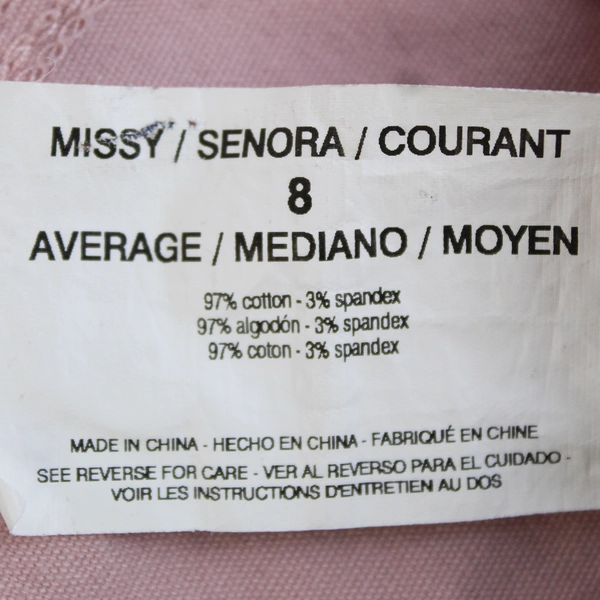 MISSY / SENORA / COURANT
8
AVERAGE / MEDIANO / MOYEN
97% cotton - 3% spandex
97% algodón - 3% spandex
97% coton - 3% spandex
MADE IN CHINA - HECHO EN CHINA - FABRIQUÉ EN CHINE
SEE REVERSE FOR CARE - VER AL REVERSO PARA EL CUIDADO -
VOIR LES INSTRUCTIONS D'ENTRETIEN AU DOS